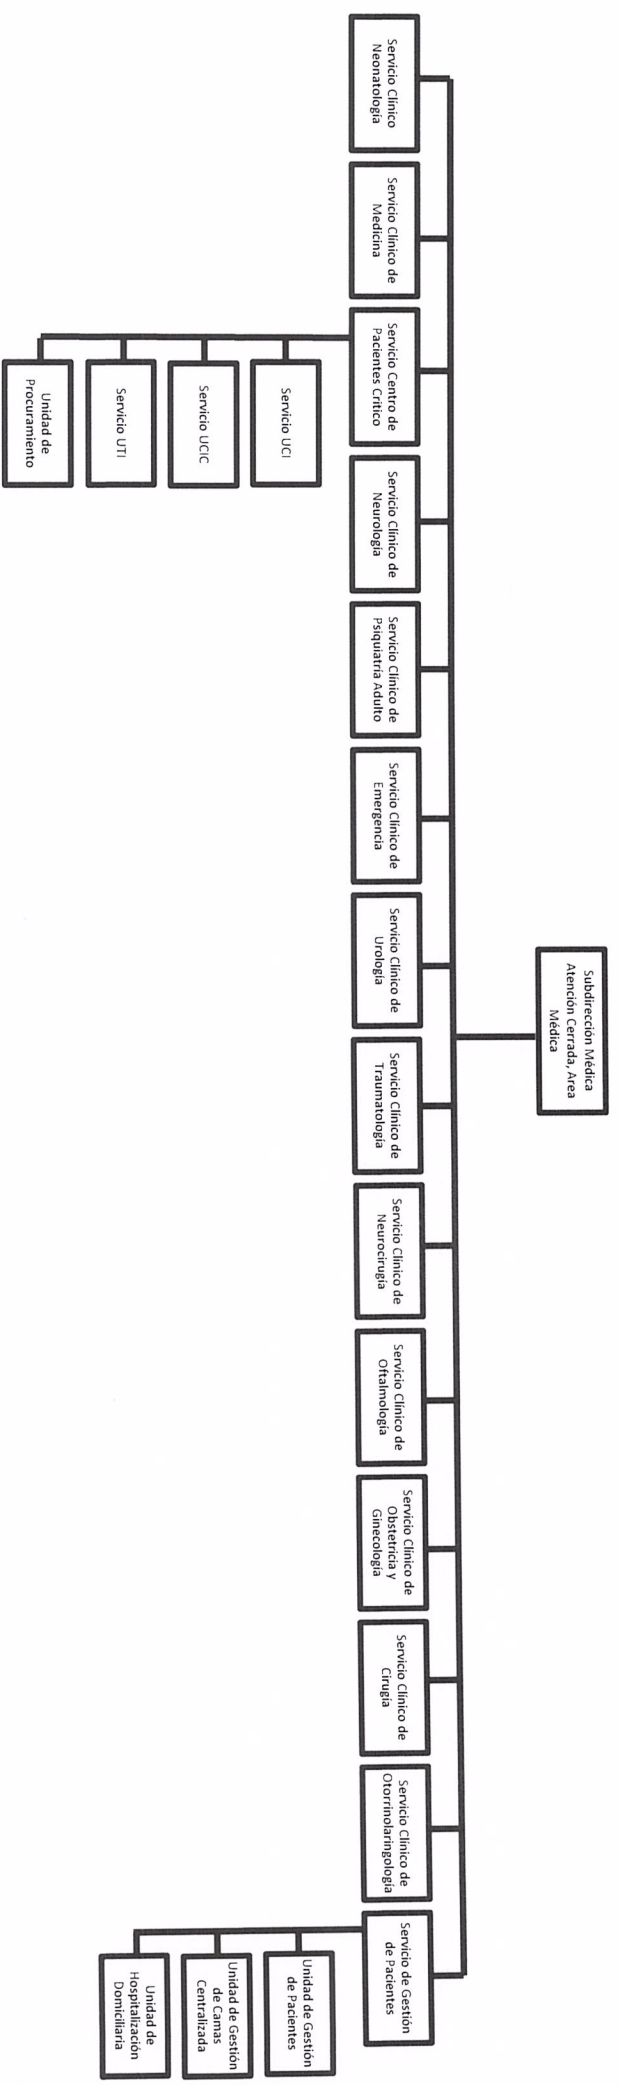 Subdirección Médica
Atención Cerrada, Area
Médica
Servicio Clínico
Neonatología
Servicio Clínico de
Medicina
Servicio Centro de
Pacientes Critico
Servicio Clínico de
Neurología
Servicio Clínico de
Psiquiatria Adulto
Servicio Clínico de
Emergencia
Servicio Clínico de
Urología
Servicio Clínico de
Traumatología
Servicio Clínico de
Neurocirugía
Servicio Clínico de
Oftalmología
Servicio Clínico de
Obstetricia y
Ginecología
Servicio Clínico de
Cirugía
Servicio Clínico de
Otorrinolaringología
Servicio de Gestión
de Pacientes
Servicio UCI
Servicio UCIC
Servicio UTI
Unidad de
Procuramiento
Unidad de Gestión
de Pacientes
Unidad de Gestión
de Camas
Centralizada
Unidad de
Hospitalización
Domiciliaria